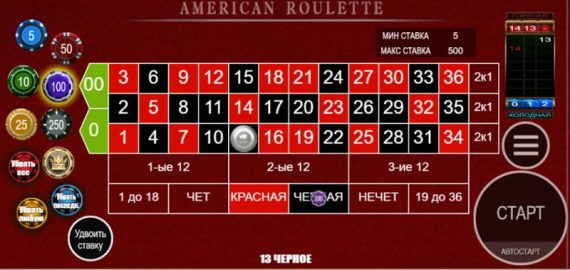 AMERICAN ROULETTE
МИН СТАВКА 5
МАКС СТАВКА 500
14 13 -
14
13
0 -1 -2
ХОЛОДНАЯ
5
50
10
100
25
250
Убрать все
Убрать любую
Убрать последн.
Удвоить ставку
00 3 6 9 12 15 18 21 24 27 30 33 36 2к1
2 5 8 11 14 17 20 23 26 29 32 35 2к1
0 1 4 7 10 16 19 22 25 28 31 34 2к1
1-ые 12 2-ые 12 3-ие 12
1 до 18 ЧЕТ КРАСНАЯ 200 НЕЧЕТ 19 до 36
СТАРТ
АВТОСТАРТ
13 ЧЕРНОЕ